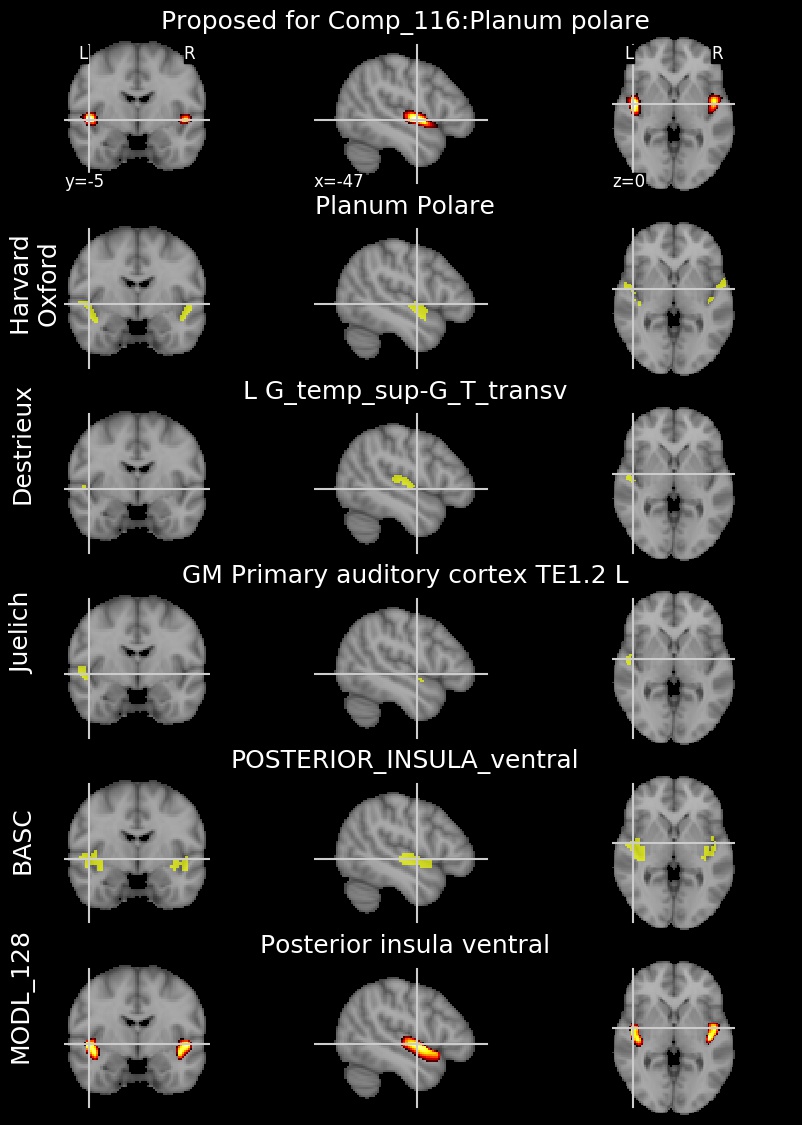 Proposed for Comp_116:Planum polare
L R
L R
y=-5 x=-47 z=0
Planum Polare
Harvard
Oxford
L G_temp_sup-G_T_transv
Destrieux
GM Primary auditory cortex TE1.2 L
Juelich
POSTERIOR_INSULA_ventral
BASC
Posterior insula ventral
MODL_128